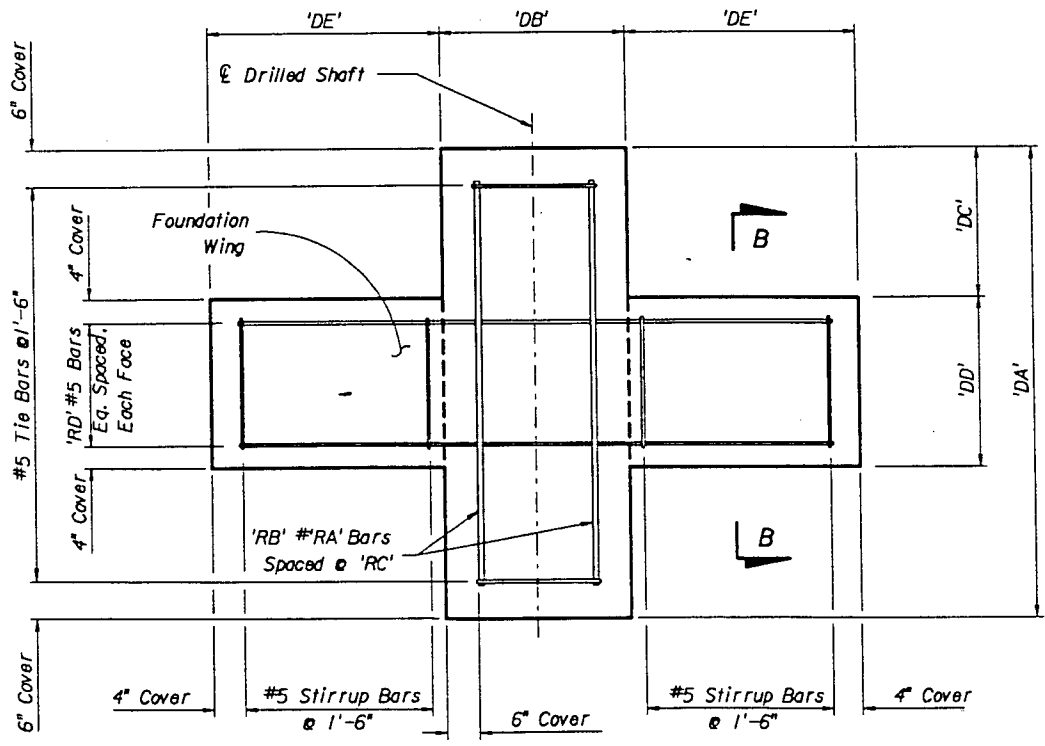 'DE'
'DB'
'DE'
6" Cover
℄ Drilled Shaft
Foundation
Wing
4" Cover
#5 Tie Bars @1'-6"
'RD' #5 Bars
Eq. Spaced.
Each Face
B
'DC'
'DD'
'DA'
4" Cover
'RB' #'RA' Bars
Spaced @ 'RC'
B
6" Cover
4" Cover
#5 Stirrup Bars
@ 1'-6"
6" Cover
#5 Stirrup Bars
@ 1'-6"
4" Cover